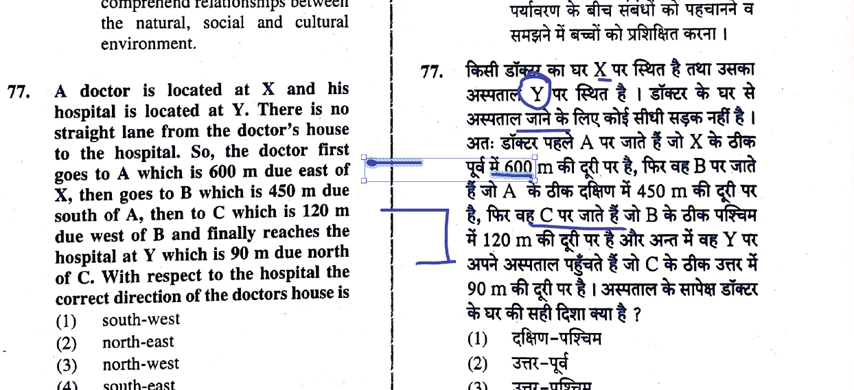 comprehend relationships between
the natural, social and cultural
environment.
77. A doctor is located at X and his
hospital is located at Y. There is no
straight lane from the doctor's house
to the hospital. So, the doctor first
goes to A which is 600 m due east of
X, then goes to B which is 450 m due
south of A, then to C which is 120 m
due west of B and finally reaches the
hospital at Y which is 90 m due north
of C. With respect to the hospital the
correct direction of the doctors house is
(1) south-west
(2) north-east
(3) north-west
(4) south-east
पर्यावरण के बीच संबंधों को पहचानने व
समझने में बच्चों को प्रशिक्षित करना ।
77. किसी डॉक्टर का घर X पर स्थित है तथा उसका
अस्पताल Y पर स्थित है । डॉक्टर के घर से
अस्पताल जाने के लिए कोई सीधी सड़क नहीं है ।
अतः डॉक्टर पहले A पर जाते हैं जो X के ठीक
पूर्व में 600 m की दूरी पर है, फिर वह B पर जाते
हैं जो A के ठीक दक्षिण में 450 m की दूरी पर
है, फिर वह C पर जाते हैं जो B के ठीक पश्चिम
में 120 m की दूरी पर है और अन्त में वह Y पर
अपने अस्पताल पहुँचते हैं जो C के ठीक उत्तर में
90 m की दूरी पर है । अस्पताल के सापेक्ष डॉक्टर
के घर की सही दिशा क्या है ?
(1) दक्षिण-पश्चिम
(2) उत्तर-पूर्व
(3) उत्तर-पश्चिम